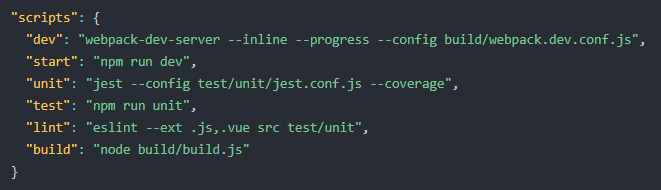 "scripts": {
"dev": "webpack-dev-server --inline --progress --config build/webpack.dev.conf.js",
"start": "npm run dev",
"unit": "jest --config test/unit/jest.conf.js --coverage",
"test": "npm run unit",
"lint": "eslint --ext .js,.vue src test/unit",
"build": "node build/build.js"
}